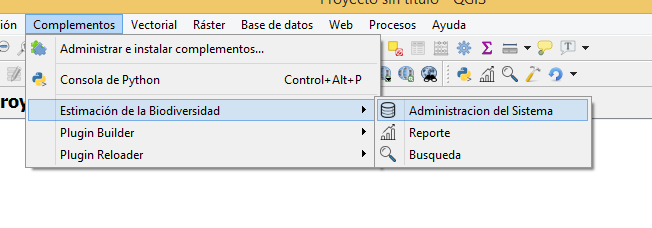 Proyecto sin título - QGIS
ión Complementos Vectorial Ráster Base de datos Web Procesos Ayuda
Administrar e instalar complementos...
Consola de Python Control+Alt+P
roy
Estimación de la Biodiversidad
Administracion del Sistema
Plugin Builder
Reporte
Plugin Reloader
Busqueda